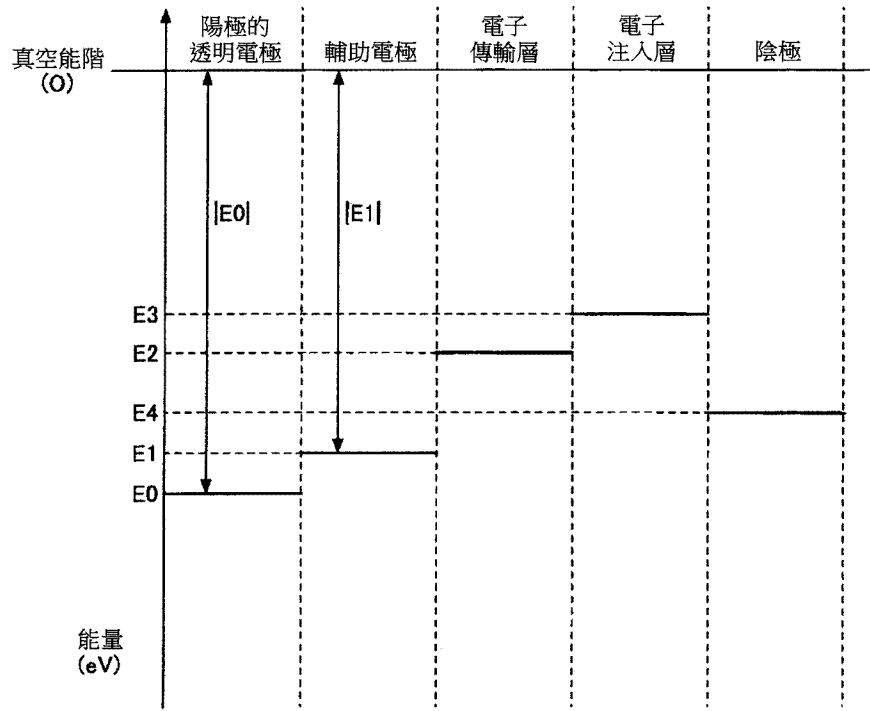 陽極的
透明電極
輔助電極
電子
傳輸層
電子
注入層
陰極
真空能階
(O)
|E0|
|E1|
E3
E2
E4
E1
E0
能量
(eV)